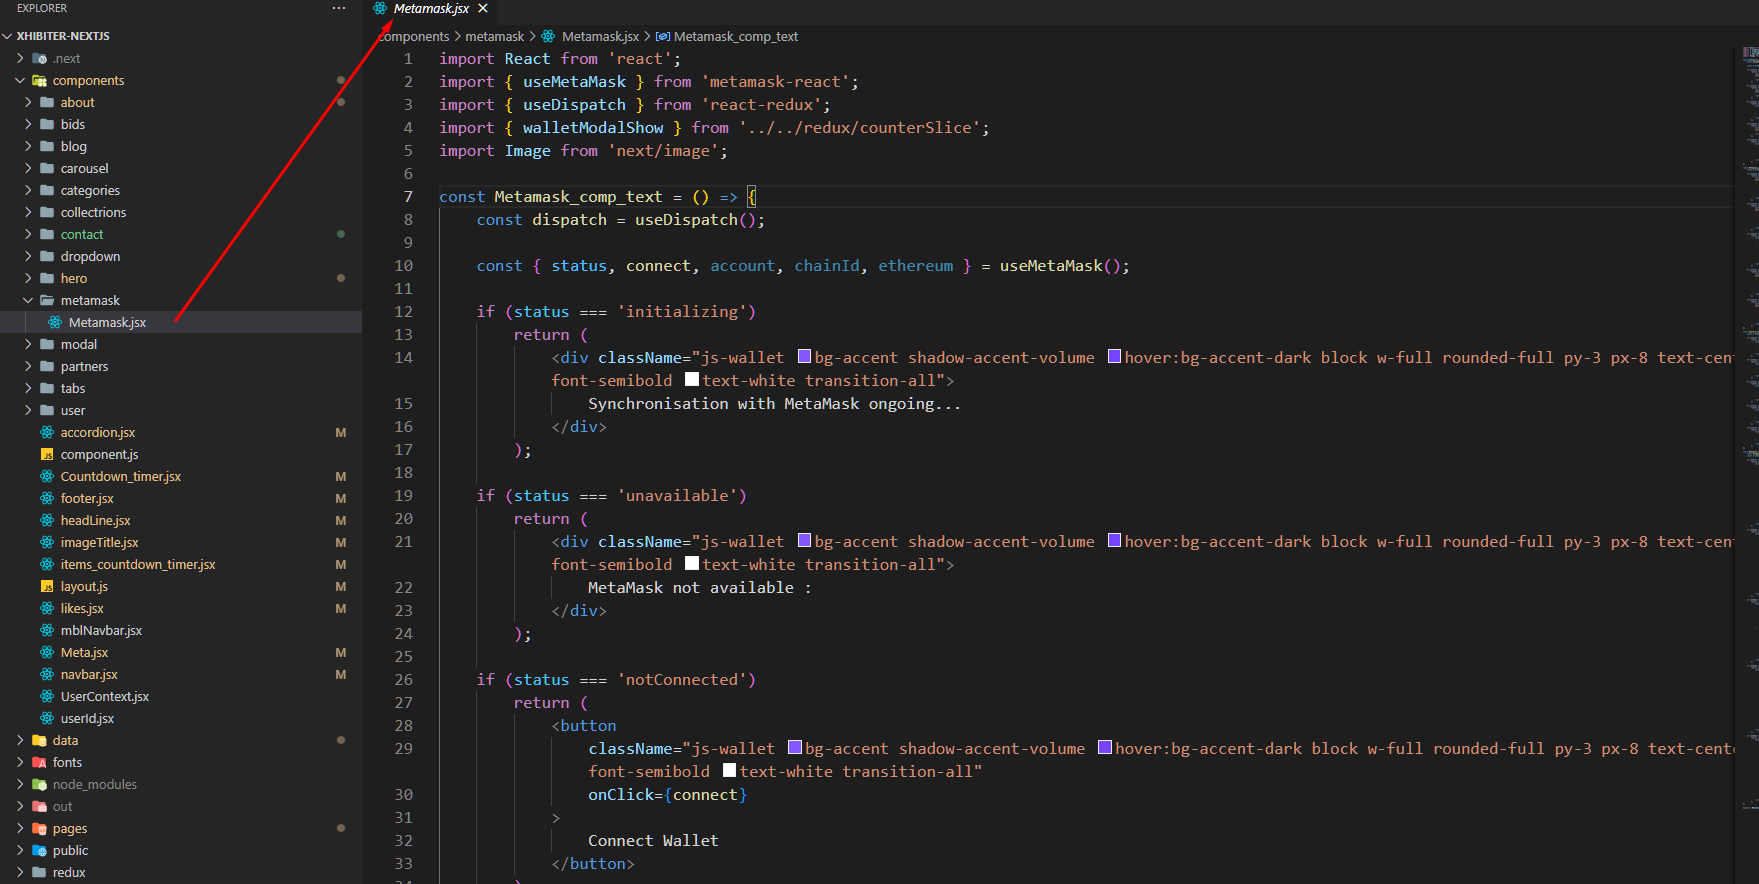 EXPLORER
XHIBITER-NEXTJS
.next
components
about
bids
blog
carousel
categories
collectrions
contact
dropdown
hero
metamask
Metamask.jsx
modal
partners
tabs
user
accordion.jsx M
component.js
Countdown_timer.jsx M
footer.jsx M
headLine.jsx M
imageTitle.jsx M
items_countdown_timer.jsx M
layout.js M
likes.jsx M
mblNavbar.jsx
Meta.jsx M
navbar.jsx M
UserContext.jsx
userId.jsx
data
fonts
node_modules
out
pages
public
redux
Metamask.jsx
components > metamask > Metamask.jsx > Metamask_comp_text
1 import React from 'react';
2 import { useMetaMask } from 'metamask-react';
3 import { useDispatch } from 'react-redux';
4 import { walletModalShow } from '../../redux/counterSlice';
5 import Image from 'next/image';
6
7 const Metamask_comp_text = () => {
8 const dispatch = useDispatch();
9
10 const { status, connect, account, chainId, ethereum } = useMetaMask();
11
12 if (status === 'initializing')
13 return (
14 <div className="js-wallet bg-accent shadow-accent-volume hover:bg-accent-dark block w-full rounded-full py-3 px-8 text-cent
font-semibold text-white transition-all">
15 Synchronisation with MetaMask ongoing...
16 </div>
17 );
18
19 if (status === 'unavailable')
20 return (
21 <div className="js-wallet bg-accent shadow-accent-volume hover:bg-accent-dark block w-full rounded-full py-3 px-8 text-cent
font-semibold text-white transition-all">
22 MetaMask not available :
23 </div>
24 );
25
26 if (status === 'notConnected')
27 return (
28 <button
29 className="js-wallet bg-accent shadow-accent-volume hover:bg-accent-dark block w-full rounded-full py-3 px-8 text-cente
font-semibold text-white transition-all"
30 onClick={connect}
31 >
32 Connect Wallet
33 </button>